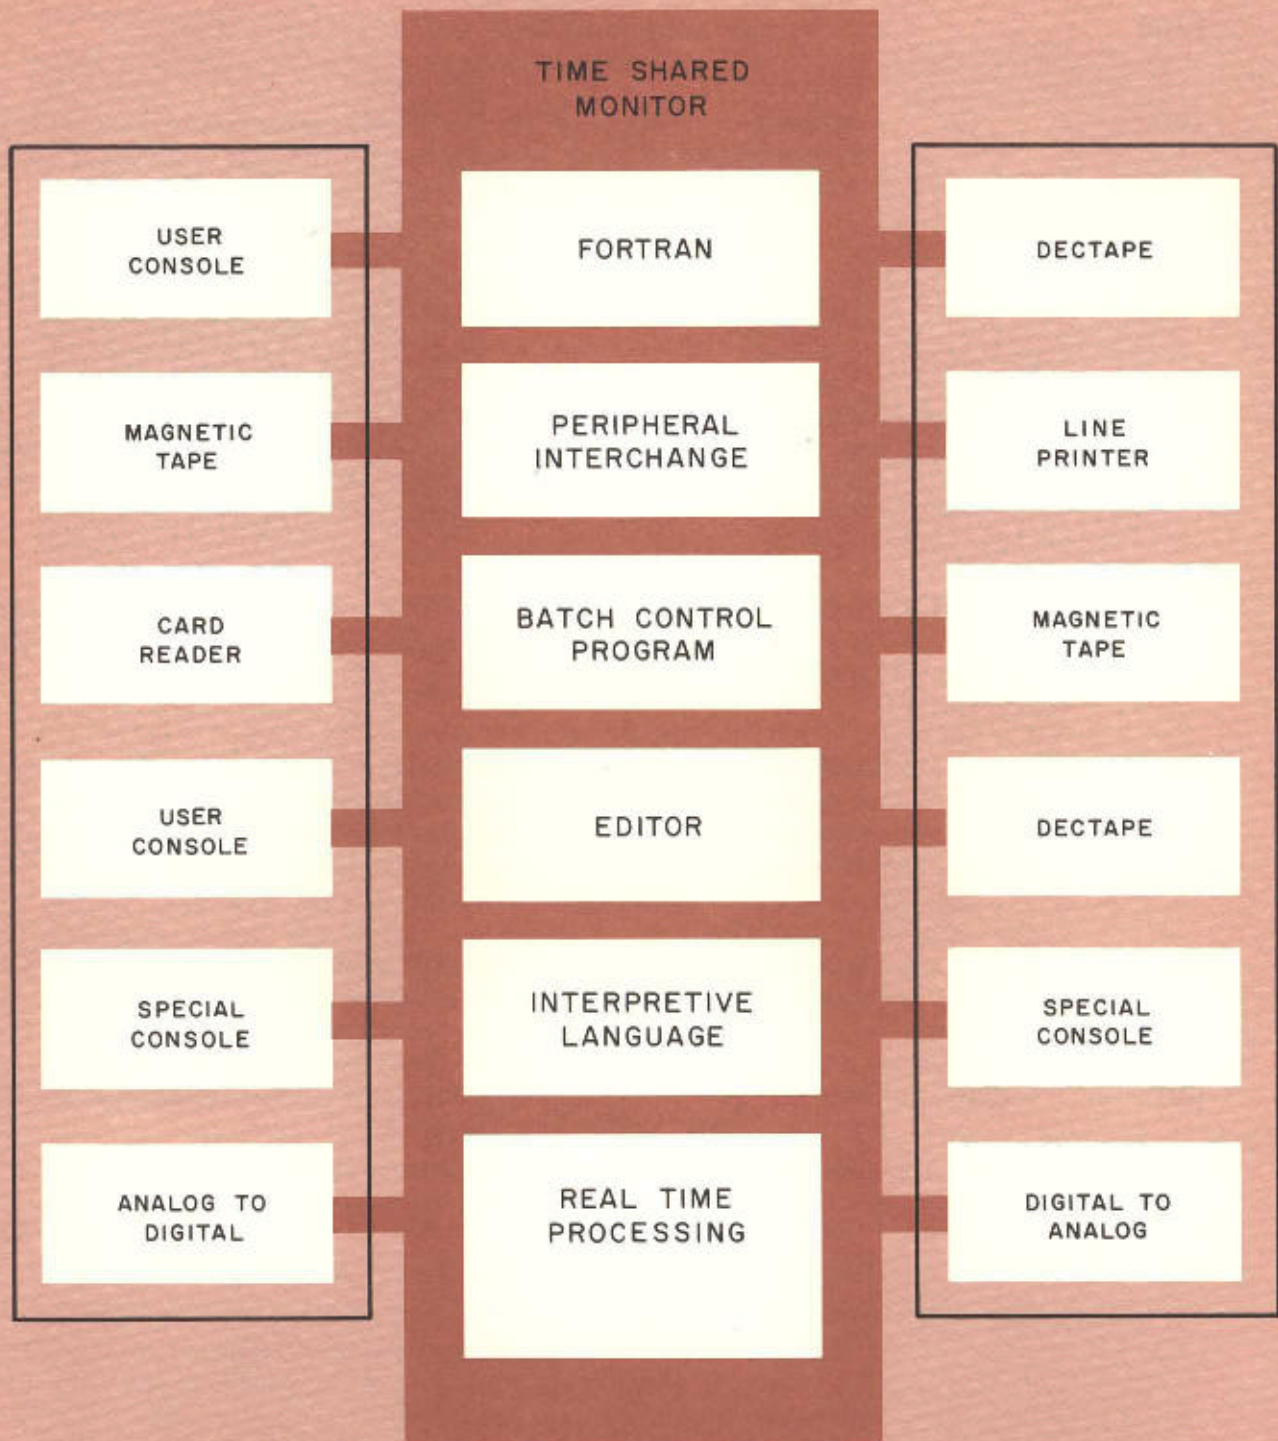 TIME SHARED
MONITOR
USER
CONSOLE
FORTRAN
DECTAPE
MAGNETIC
TAPE
PERIPHERAL
INTERCHANGE
LINE
PRINTER
CARD
READER
BATCH CONTROL
PROGRAM
MAGNETIC
TAPE
USER
CONSOLE
EDITOR
DECTAPE
SPECIAL
CONSOLE
INTERPRETIVE
LANGUAGE
SPECIAL
CONSOLE
ANALOG TO
DIGITAL
REAL TIME
PROCESSING
DIGITAL TO
ANALOG